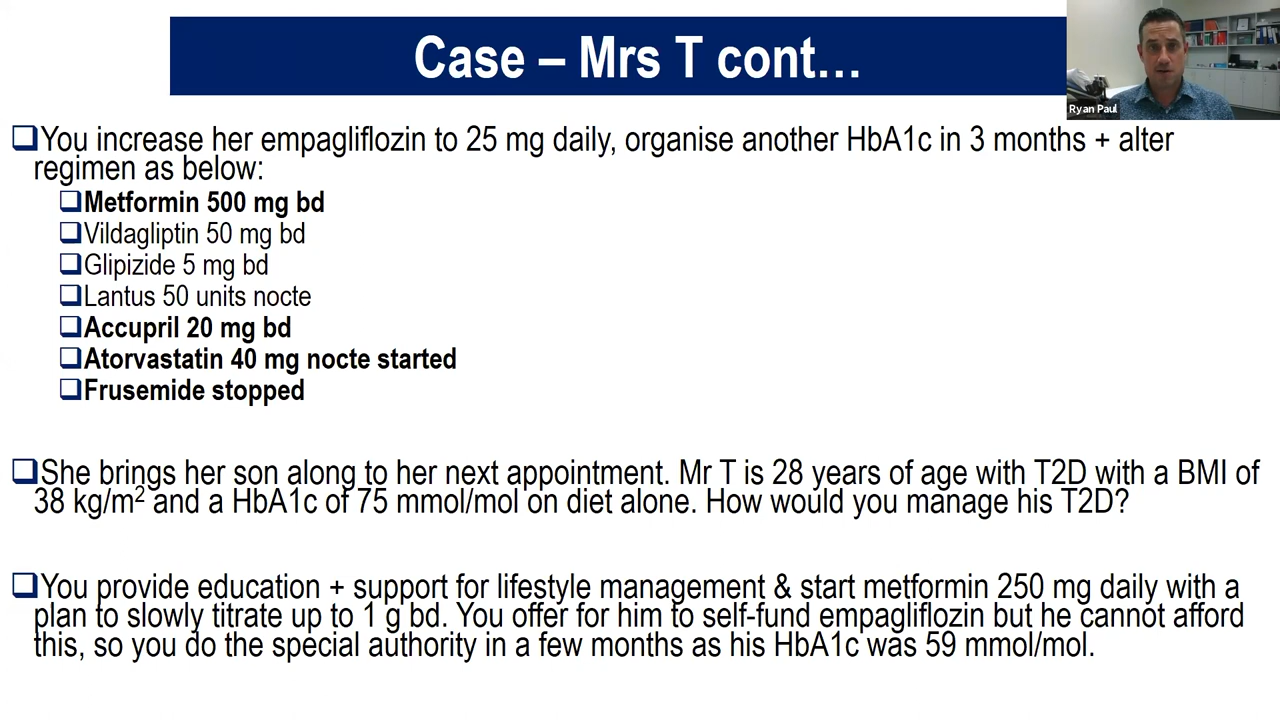 Case – Mrs T cont…
Ryan Paul
❑You increase her empagliflozin to 25 mg daily, organise another HbA1c in 3 months + alter
regimen as below:
❑Metformin 500 mg bd
❑Vildagliptin 50 mg bd
❑Glipizide 5 mg bd
❑Lantus 50 units nocte
❑Accupril 20 mg bd
❑Atorvastatin 40 mg nocte started
❑Frusemide stopped
❑She brings her son along to her next appointment. Mr T is 28 years of age with T2D with a BMI of
38 kg/m² and a HbA1c of 75 mmol/mol on diet alone. How would you manage his T2D?
❑You provide education + support for lifestyle management & start metformin 250 mg daily with a
plan to slowly titrate up to 1 g bd. You offer for him to self-fund empagliflozin but he cannot afford
this, so you do the special authority in a few months as his HbA1c was 59 mmol/mol.